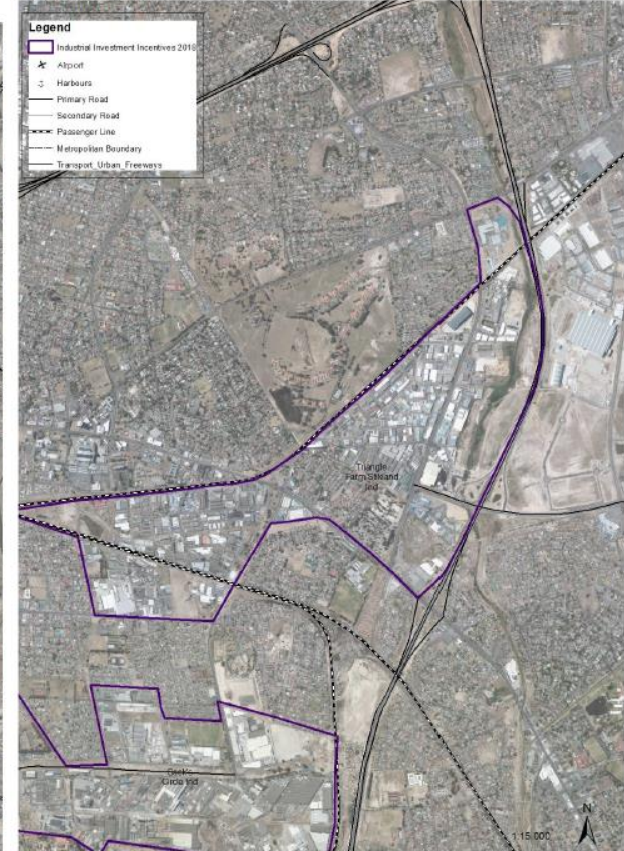 Legend
Industrial Investment Incentives 2018
Airport
Harbours
Primary Road
Secondary Road
Passenger Line
Metropolitan Boundary
Transport_Urban_Freeways
Triangle
Farm Stikland
Ind
Ind
N
1:15,000